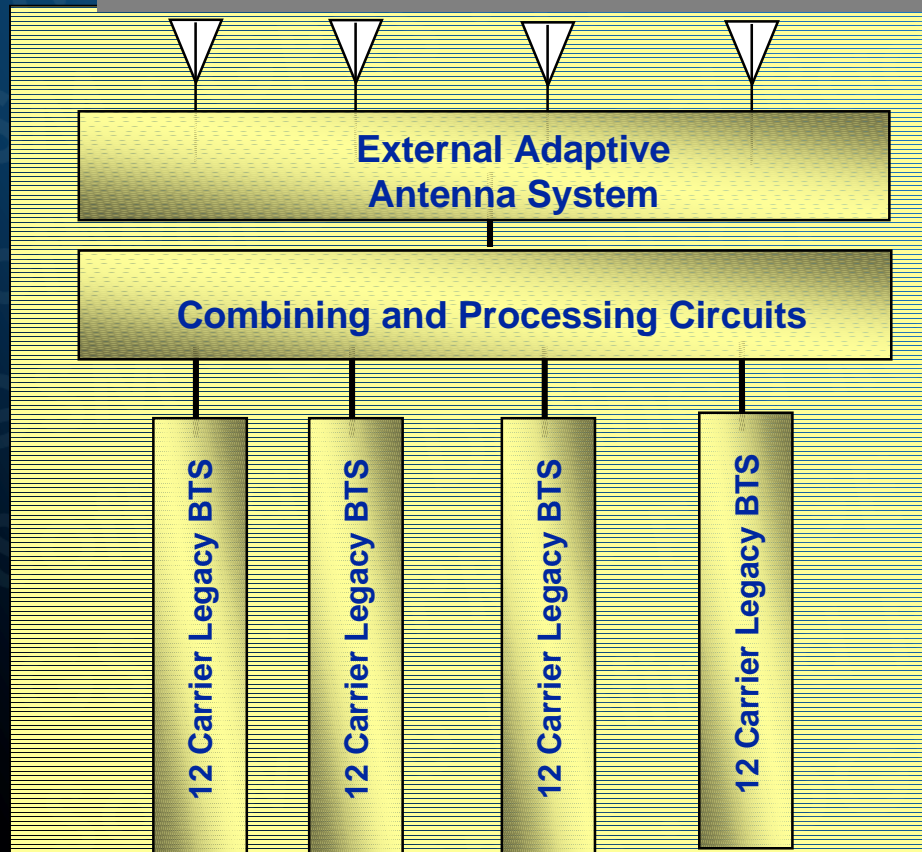 External Adaptive
Antenna System
Combining and Processing Circuits
12 Carrier Legacy BTS
12 Carrier Legacy BTS
12 Carrier Legacy BTS
12 Carrier Legacy BTS